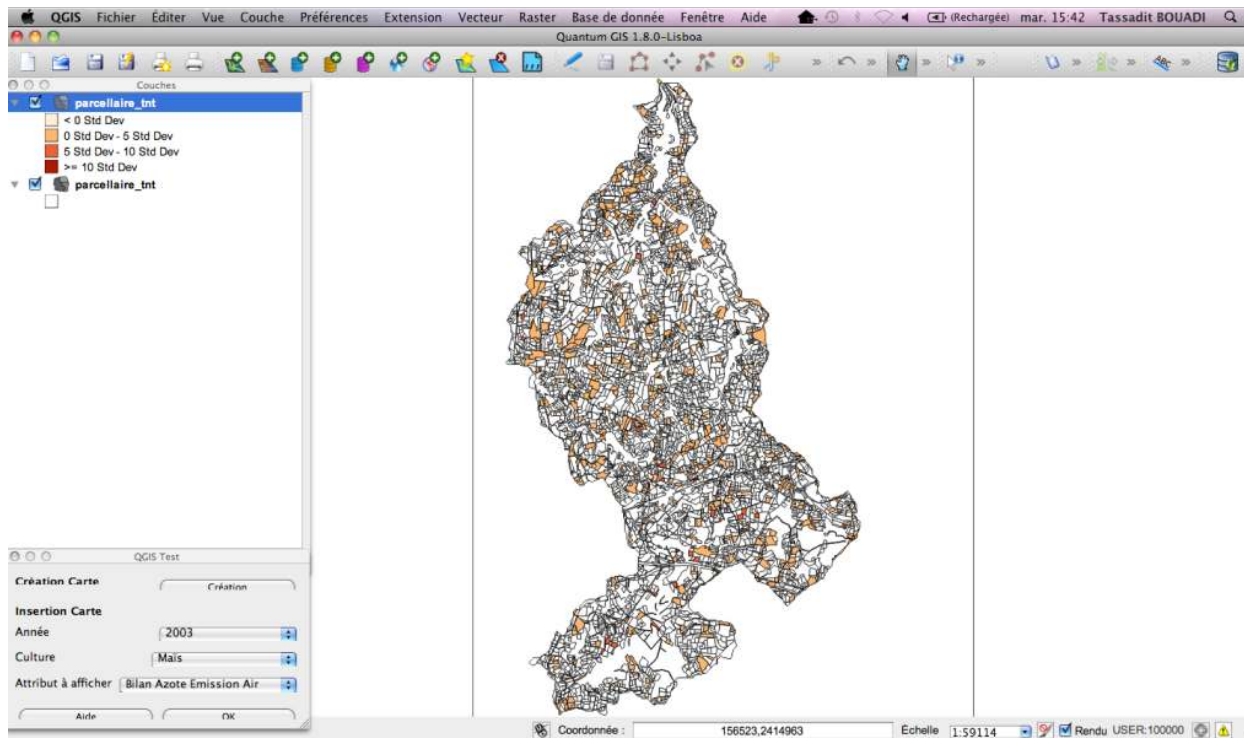 QGIS Fichier Éditer Vue Couche Préférences Extension Vecteur Raster Base de donnée Fenêtre Aide (Rechargée) mar. 15:42 Tassadit BOUADI
Quantum GIS 1.8.0-Lisboa
Couches
parcellaire_tnt
< 0 Std Dev
0 Std Dev - 5 Std Dev
5 Std Dev - 10 Std Dev
>= 10 Std Dev
parcellaire_tnt
QGIS Test
Création Carte Création
Insertion Carte
Année 2003
Culture Maïs
Attribut à afficher Bilan Azote Emission Air
Aide OK
Coordonnée : 156523,2414963 Échelle 1:59114 Rendu USER:100000